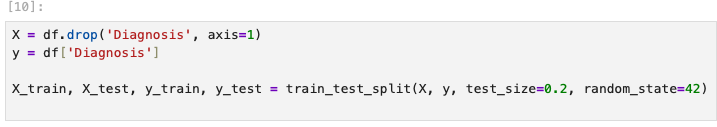 [10]:
X = df.drop('Diagnosis', axis=1)
y = df['Diagnosis']
X_train, X_test, y_train, y_test = train_test_split(X, y, test_size=0.2, random_state=42)